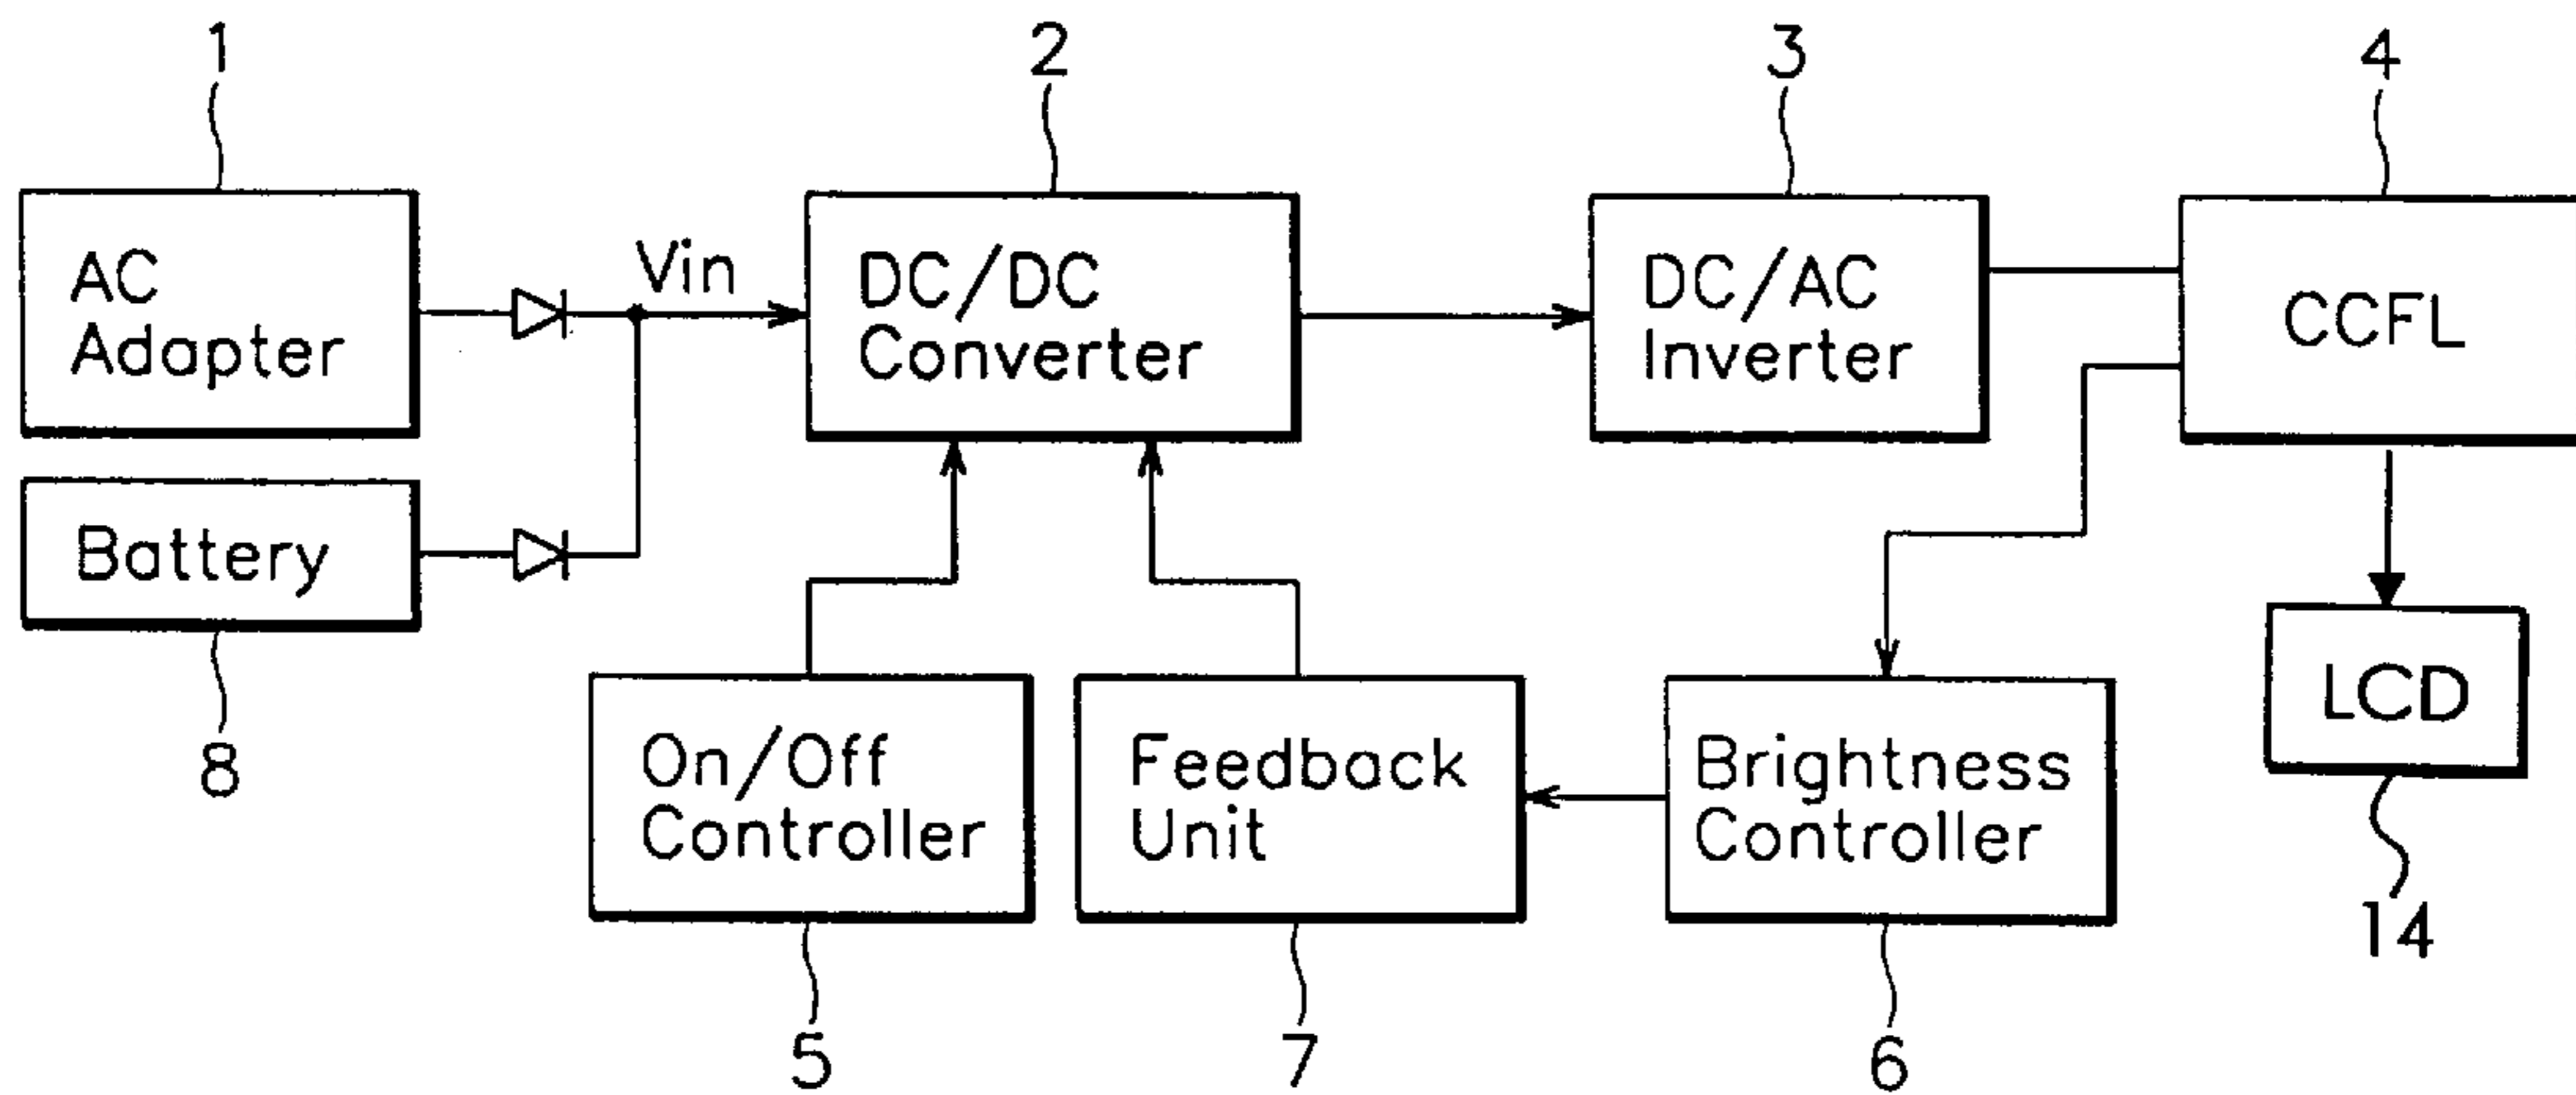 1
2
3
4
AC
Adapter
Vin
DC/DC
Converter
DC/AC
Inverter
CCFL
Battery
8
On/Off
Controller
Feedback
Unit
Brightness
Controller
LCD
14
5
7
6